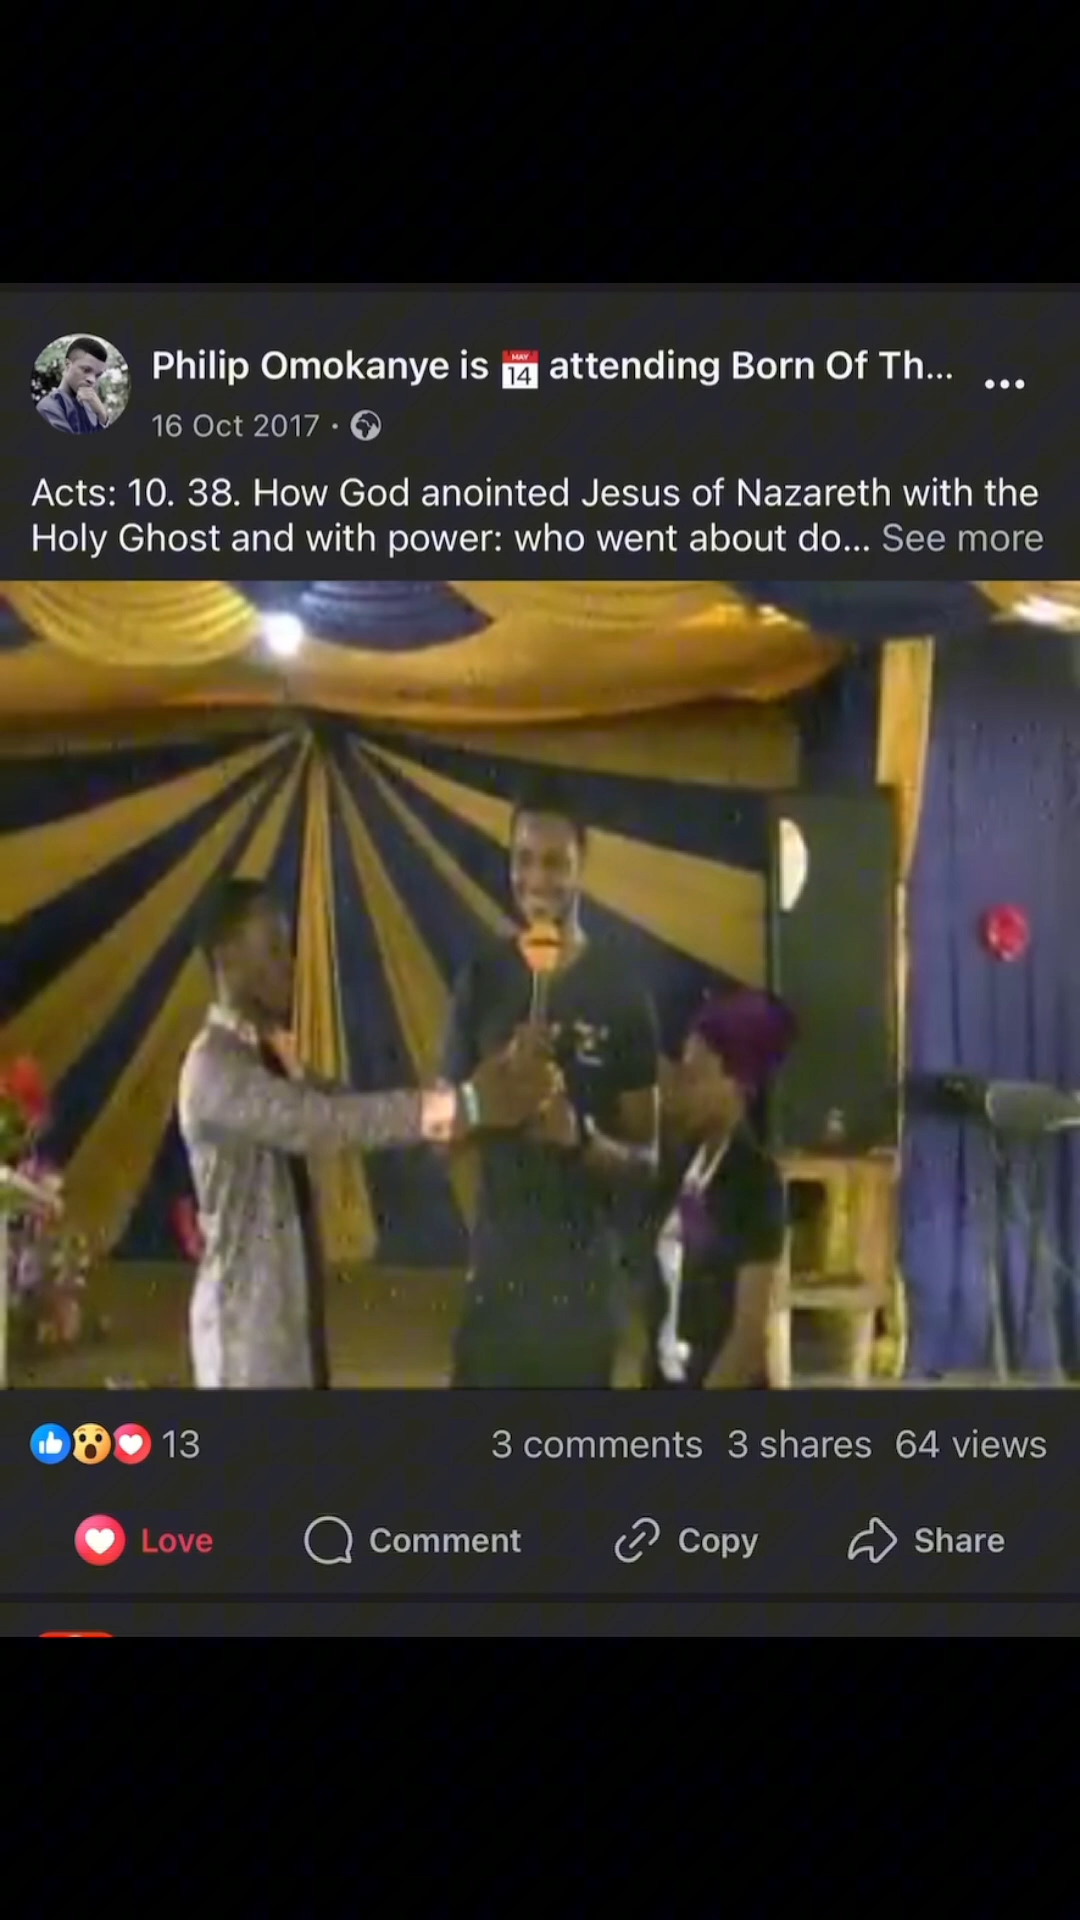 Philip Omokanye is MAY 14 attending Born Of Th...
16 Oct 2017 ·
Acts: 10. 38. How God anointed Jesus of Nazareth with the
Holy Ghost and with power: who went about do... See more
13 3 comments 3 shares 64 views
Love Comment Copy Share